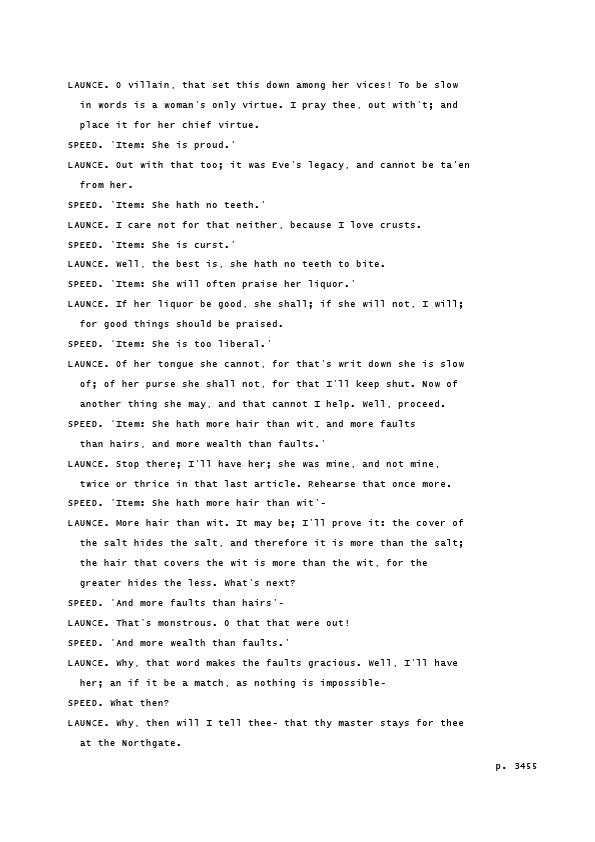 LAUNCE. O villain, that set this down among her vices! To be slow
in words is a woman's only virtue. I pray thee, out with't; and
place it for her chief virtue.
SPEED. 'Item: She is proud.'
LAUNCE. Out with that too; it was Eve's legacy, and cannot be ta'en
from her.
SPEED. 'Item: She hath no teeth.'
LAUNCE. I care not for that neither, because I love crusts.
SPEED. 'Item: She is curst.'
LAUNCE. Well, the best is, she hath no teeth to bite.
SPEED. 'Item: She will often praise her liquor.'
LAUNCE. If her liquor be good, she shall; if she will not, I will;
for good things should be praised.
SPEED. 'Item: She is too liberal.'
LAUNCE. Of her tongue she cannot, for that's writ down she is slow
of; of her purse she shall not, for that I'll keep shut. Now of
another thing she may, and that cannot I help. Well, proceed.
SPEED. 'Item: She hath more hair than wit, and more faults
than hairs, and more wealth than faults.'
LAUNCE. Stop there; I'll have her; she was mine, and not mine,
twice or thrice in that last article. Rehearse that once more.
SPEED. 'Item: She hath more hair than wit'-
LAUNCE. More hair than wit. It may be; I'll prove it: the cover of
the salt hides the salt, and therefore it is more than the salt;
the hair that covers the wit is more than the wit, for the
greater hides the less. What's next?
SPEED. 'And more faults than hairs'-
LAUNCE. That's monstrous. O that that were out!
SPEED. 'And more wealth than faults.'
LAUNCE. Why, that word makes the faults gracious. Well, I'll have
her; an if it be a match, as nothing is impossible-
SPEED. What then?
LAUNCE. Why, then will I tell thee- that thy master stays for thee
at the Northgate.
p. 3455